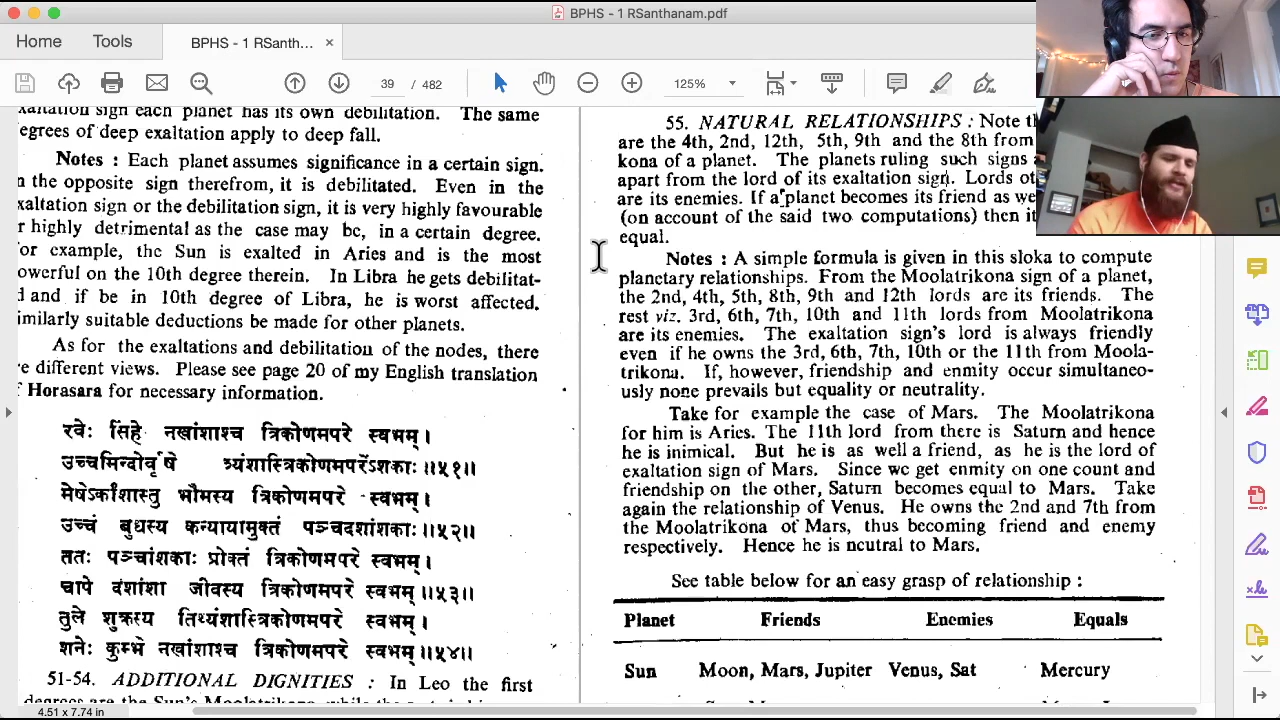 BPHS - 1 RSanthanam.pdf
Home Tools BPHS - 1 RSanth... ×
39 / 482 125%
exaltation sign each planet has its own debilitation. The same
egrees of deep exaltation apply to deep fall.
Notes : Each planet assumes significance in a certain sign.
n the opposite sign therefrom, it is debilitated. Even in the
xaltation sign or the debilitation sign, it is very highly favourable
r highly detrimental as the case may be, in a certain degree.
or example, the Sun is exalted in Aries and is the most
owerful on the 10th degree therein. In Libra he gets debilitat-
d and if be in 10th degree of Libra, he is worst affected.
imilarly suitable deductions be made for other planets.
As for the exaltations and debilitation of the nodes, there
e different views. Please see page 20 of my English translation
f Horasara for necessary information.
रवेः सिंहे नखांशाश्च त्रिकोणमपरे स्वभम् ।
उच्चमिन्दोर्वृषे त्र्यंशास्त्रिकोणमपरेंऽशकाः ॥५१॥
मेषेऽर्कांशास्तु भौमस्य त्रिकोणमपरे स्वभम् ।
उच्चं बुधस्य कन्यायामुक्तं पञ्चदशांशकाः ॥५२॥
ततः पञ्चांशकाः प्रोक्तं त्रिकोणमपरे स्वभम् ।
चापे दशांशा जीवस्य त्रिकोणमपरे स्वभम् ॥५३॥
तुले शुक्रस्य तिथ्यंशास्त्रिकोणमपरे स्वभम् ।
शनेः कुम्भे नखांशाश्च त्रिकोणमपरे स्वभम् ॥५४॥
51-54. ADDITIONAL DIGNITIES : In Leo the first
degrees are the Sun's Moolatrikona
4.51 x 7.74 in
55. NATURAL RELATIONSHIPS : Note th
are the 4th, 2nd, 12th, 5th, 9th and the 8th from
kona of a planet. The planets ruling such signs a
apart from the lord of its exaltation sign. Lords ot
are its enemies. If a planet becomes its friend as we
(on account of the said two computations) then it
equal.
Notes : A simple formula is given in this sloka to compute
planetary relationships. From the Moolatrikona sign of a planet,
the 2nd, 4th, 5th, 8th, 9th and 12th lords are its friends. The
rest viz. 3rd, 6th, 7th, 10th and 11th lords from Moolatrikona
are its enemies. The exaltation sign's lord is always friendly
even if he owns the 3rd, 6th, 7th, 10th or the 11th from Moola-
trikona. If, however, friendship and enmity occur simultaneo-
usly none prevails but equality or neutrality.
Take for example the case of Mars. The Moolatrikona
for him is Aries. The 11th lord from there is Saturn and hence
he is inimical. But he is as well a friend, as he is the lord of
exaltation sign of Mars. Since we get enmity on one count and
friendship on the other, Saturn becomes equal to Mars. Take
again the relationship of Venus. He owns the 2nd and 7th from
the Moolatrikona of Mars, thus becoming friend and enemy
respectively. Hence he is neutral to Mars.
See table below for an easy grasp of relationship :
Planet Friends Enemies Equals
Sun Moon, Mars, Jupiter Venus, Sat Mercury